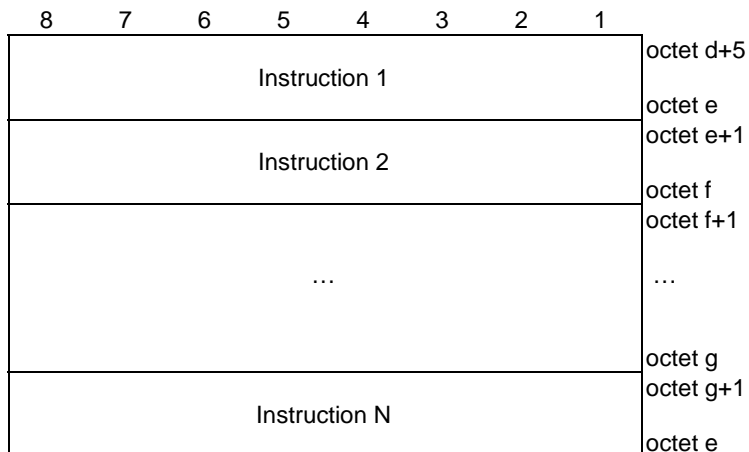 8 7 6 5 4 3 2 1
octet d+5
Instruction 1
octet e
octet e+1
Instruction 2
octet f
octet f+1
… …
octet g
octet g+1
Instruction N
octet e